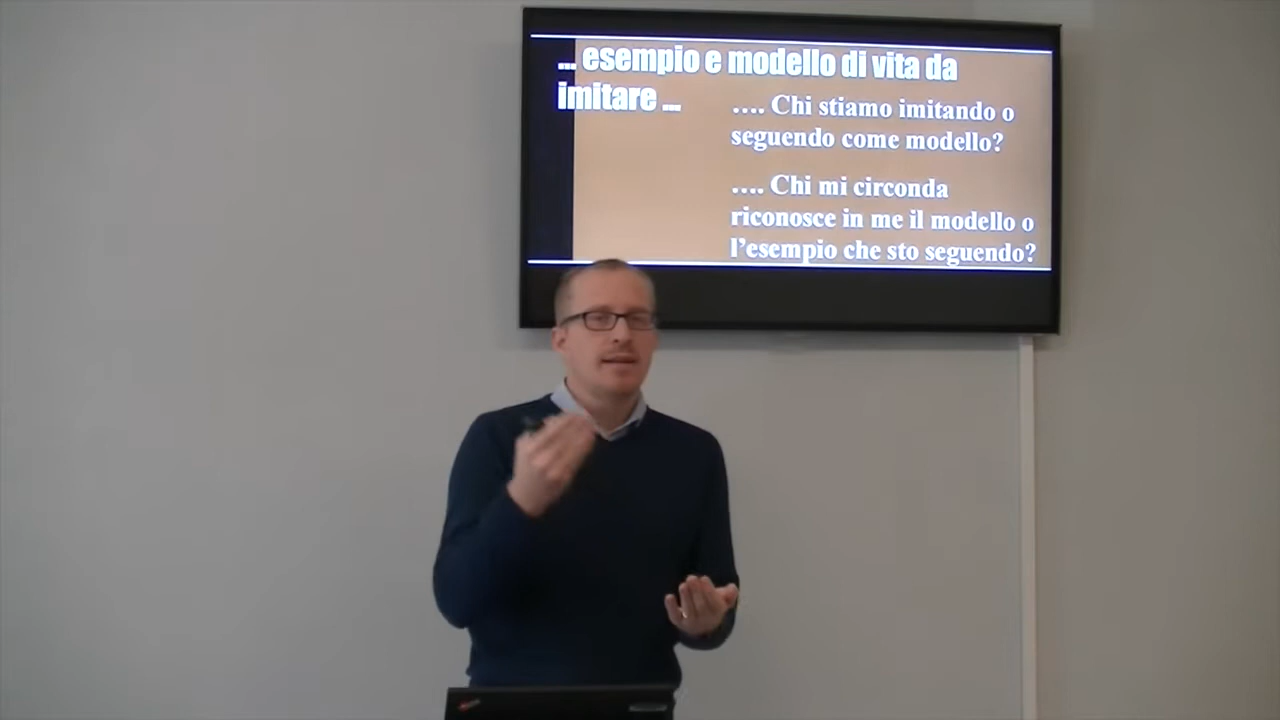 ... esempio e modello di vita da
imitare ...
.... Chi stiamo imitando o
seguendo come modello?
.... Chi mi circonda
riconosce in me il modello o
l'esempio che sto seguendo?